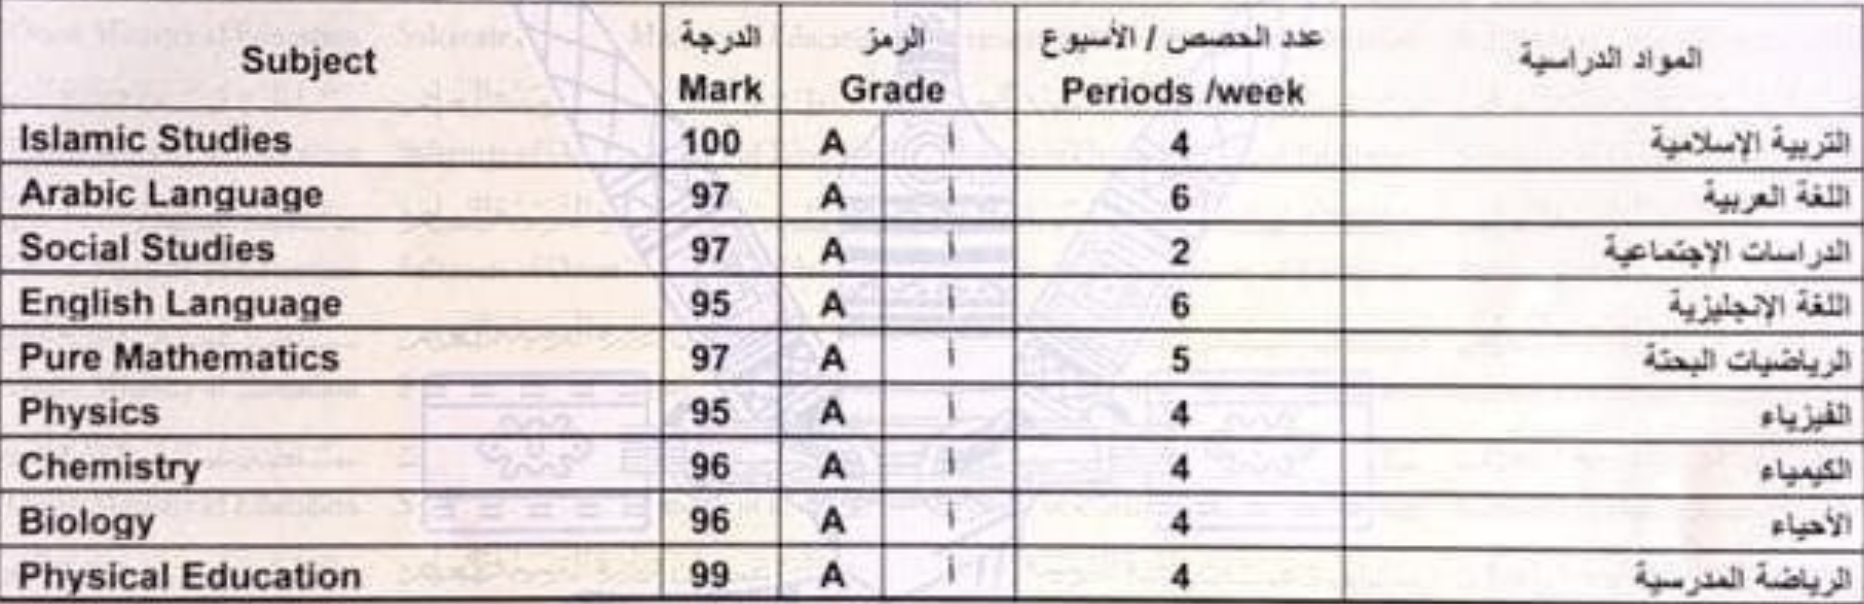 Subject الدرجة الرمز عدد الحصص / الأسبوع المواد الدراسية
Mark Grade Periods /week
Islamic Studies 100 A أ 4 التربية الإسلامية
Arabic Language 97 A أ 6 اللغة العربية
Social Studies 97 A أ 2 الدراسات الإجتماعية
English Language 95 A أ 6 اللغة الإنجليزية
Pure Mathematics 97 A أ 5 الرياضيات البحتة
Physics 95 A أ 4 الفيزياء
Chemistry 96 A أ 4 الكيمياء
Biology 96 A أ 4 الأحياء
Physical Education 99 A أ 4 الرياضة المدرسية